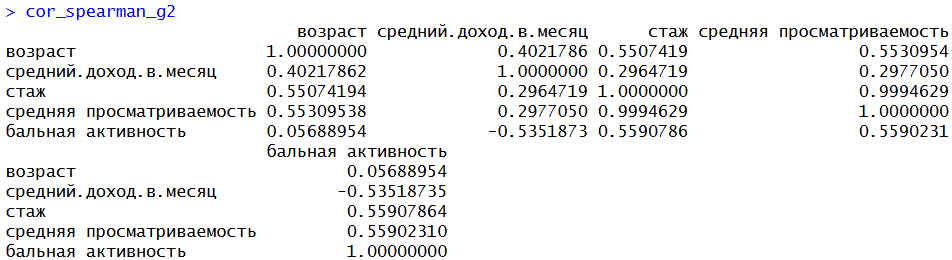 > cor_spearman_g2
возраст средний.доход.в.месяц стаж средняя просматриваемость
возраст 1.00000000 0.4021786 0.5507419 0.5530954
средний.доход.в.месяц 0.40217862 1.0000000 0.2964719 0.2977050
стаж 0.55074194 0.2964719 1.0000000 0.9994629
средняя просматриваемость 0.55309538 0.2977050 0.9994629 1.0000000
бальная активность 0.05688954 -0.5351873 0.5590786 0.5590231
бальная активность
возраст 0.05688954
средний.доход.в.месяц -0.53518735
стаж 0.55907864
средняя просматриваемость 0.55902310
бальная активность 1.00000000